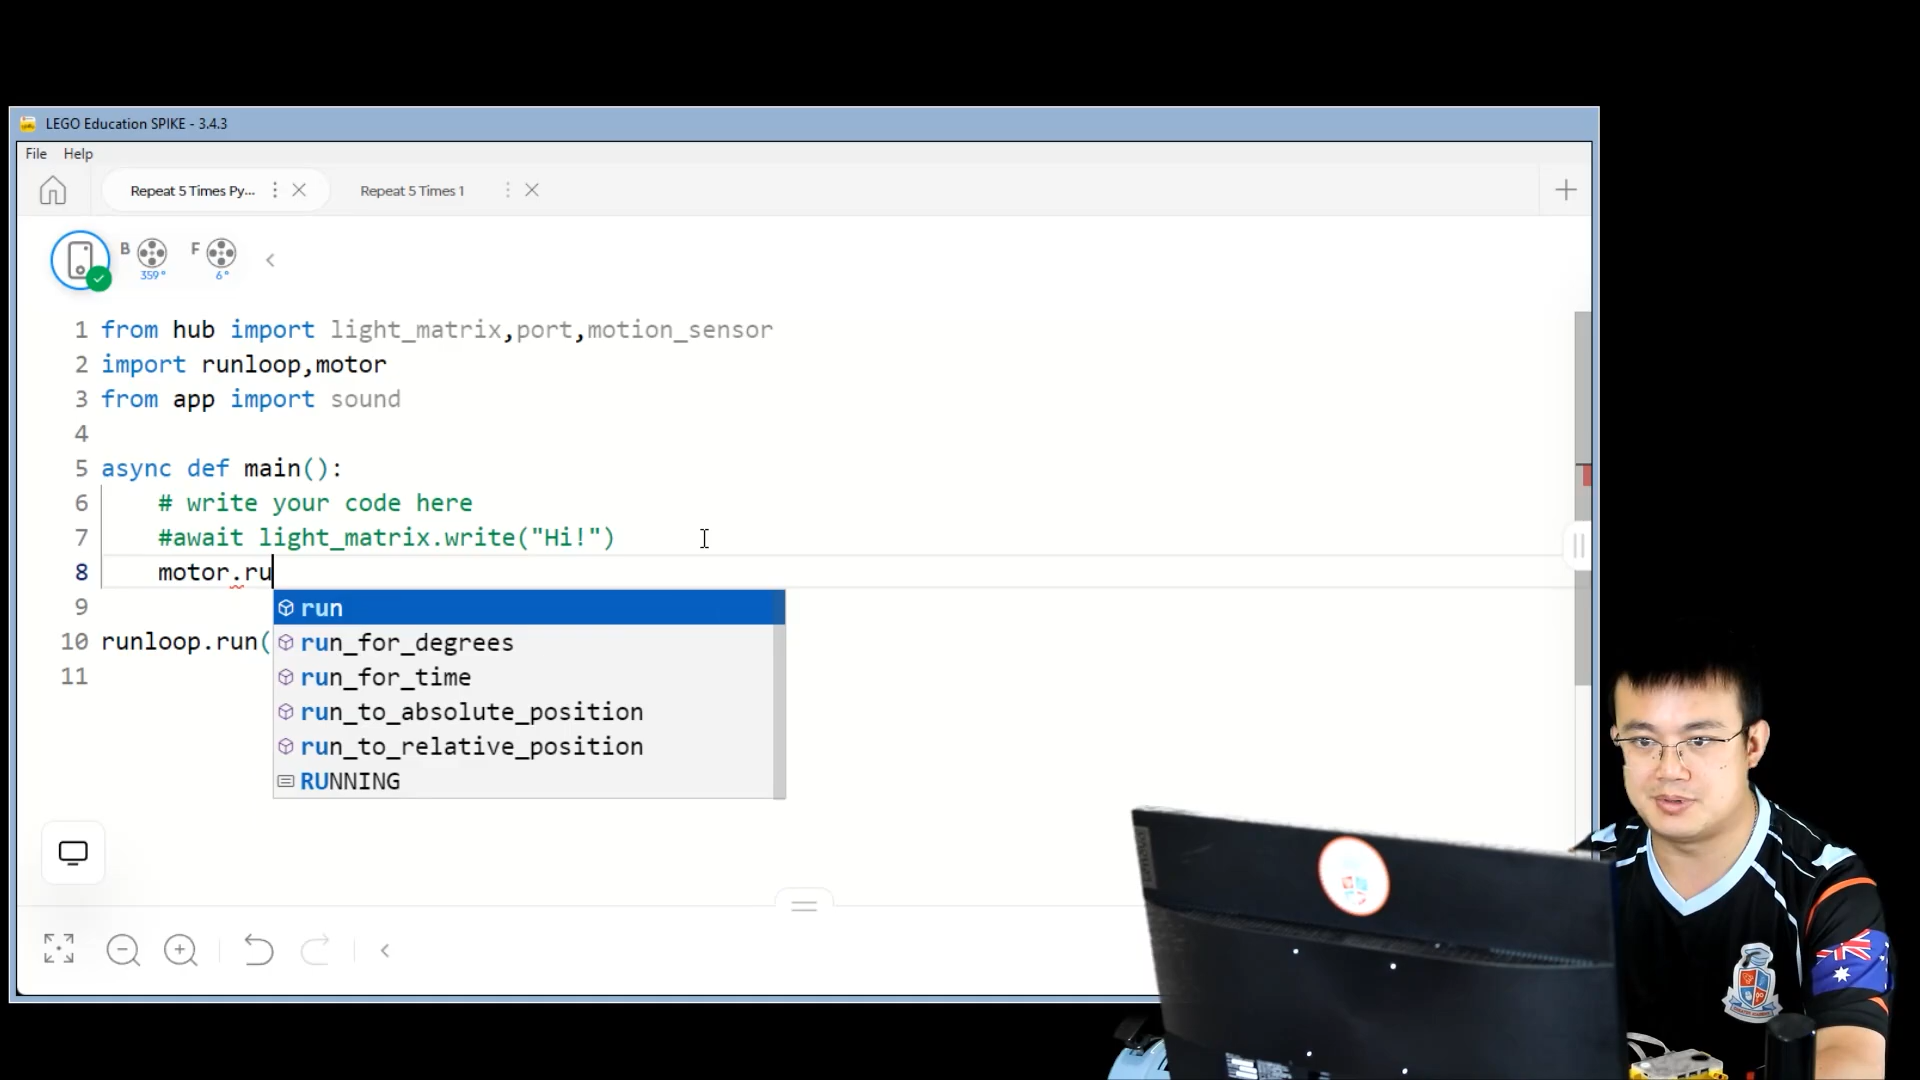 LEGO Education SPIKE - 3.4.3
File Help
Repeat 5 Times Py... Repeat 5 Times 1
B 359° F 6°
1 from hub import light_matrix,port,motion_sensor
2 import runloop,motor
3 from app import sound
4
5 async def main():
6 # write your code here
7 #await light_matrix.write("Hi!")
8 motor.ru
9 run
run_for_degrees
10 runloop.run(
11 run_for_time
run_to_absolute_position
run_to_relative_position
RUNNING